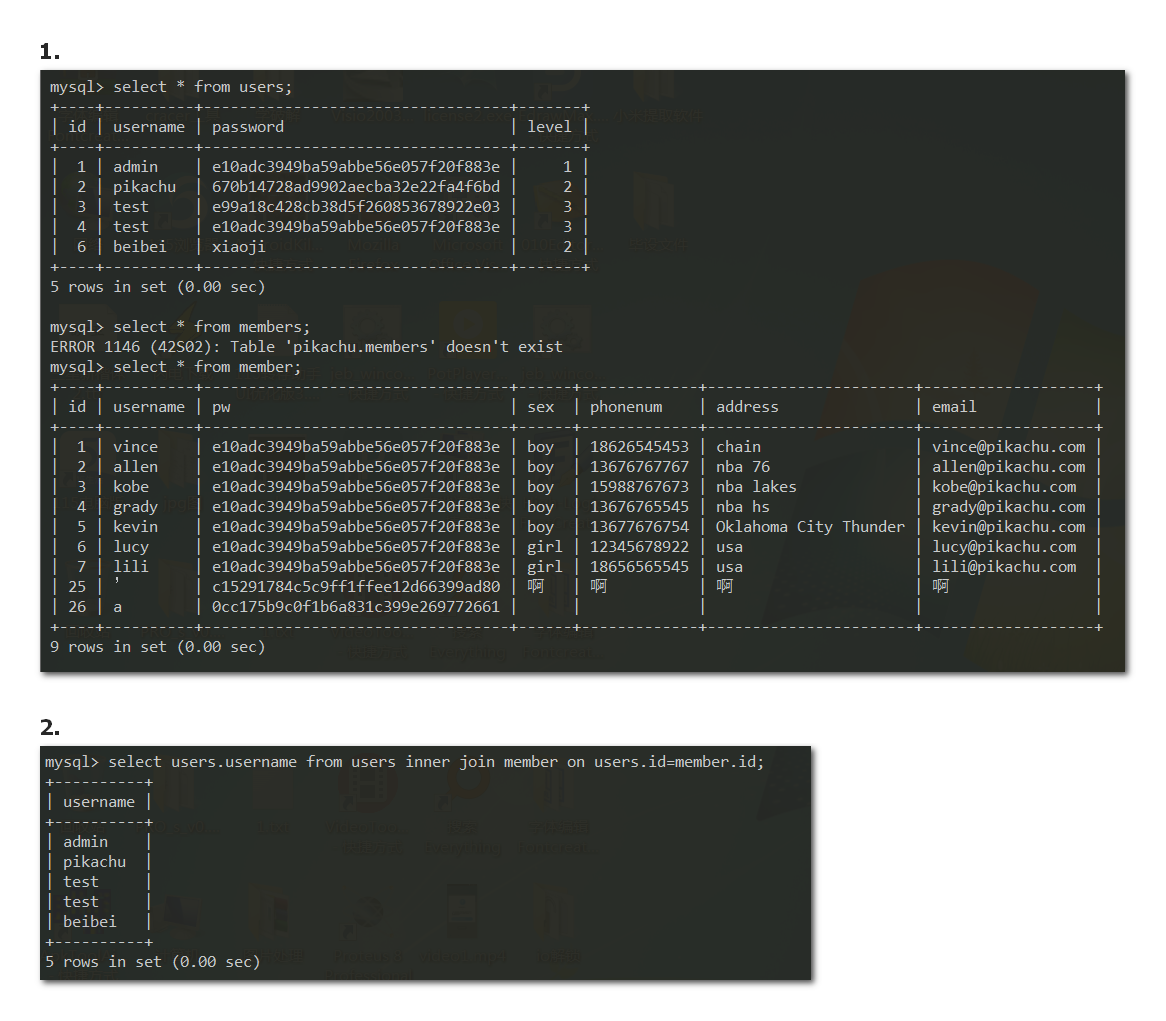 1.
mysql> select * from users;
+----+----------+----------------------------------+-------+
| id | username | password                         | level |
+----+----------+----------------------------------+-------+
|  1 | admin    | e10adc3949ba59abbe56e057f20f883e |     1 |
|  2 | pikachu  | 670b14728ad9902aecba32e22fa4f6bd |     2 |
|  3 | test     | e99a18c428cb38d5f260853678922e03 |     3 |
|  4 | test     | e10adc3949ba59abbe56e057f20f883e |     3 |
|  6 | beibei   | xiaoji                           |     2 |
+----+----------+----------------------------------+-------+
5 rows in set (0.00 sec)
mysql> select * from members;
ERROR 1146 (42S02): Table 'pikachu.members' doesn't exist
mysql> select * from member;
+----+----------+----------------------------------+------+-------------+-----------------------+-------------------+
| id | username | pw                               | sex  | phonenum    | address               | email             |
+----+----------+----------------------------------+------+-------------+-----------------------+-------------------+
|  1 | vince    | e10adc3949ba59abbe56e057f20f883e | boy  | 18626545453 | chain                 | vince@pikachu.com |
|  2 | allen    | e10adc3949ba59abbe56e057f20f883e | boy  | 13676767767 | nba 76                | allen@pikachu.com |
|  3 | kobe     | e10adc3949ba59abbe56e057f20f883e | boy  | 15988767673 | nba lakes             | kobe@pikachu.com  |
|  4 | grady    | e10adc3949ba59abbe56e057f20f883e | boy  | 13676765545 | nba hs                | grady@pikachu.com |
|  5 | kevin    | e10adc3949ba59abbe56e057f20f883e | boy  | 13677676754 | Oklahoma City Thunder | kevin@pikachu.com |
|  6 | lucy     | e10adc3949ba59abbe56e057f20f883e | girl | 12345678922 | usa                   | lucy@pikachu.com  |
|  7 | lili     | e10adc3949ba59abbe56e057f20f883e | girl | 18656565545 | usa                   | lili@pikachu.com  |
| 25 | '        | c15291784c5c9ff1ffee12d66399ad80 | 啊   | 啊          | 啊                    | 啊                |
| 26 | a        | 0cc175b9c0f1b6a831c399e269772661 |      |             |                       |                   |
+----+----------+----------------------------------+------+-------------+-----------------------+-------------------+
9 rows in set (0.00 sec)
2.
mysql> select users.username from users inner join member on users.id=member.id;
+----------+
| username |
+----------+
| admin    |
| pikachu  |
| test     |
| test     |
| beibei   |
+----------+
5 rows in set (0.00 sec)